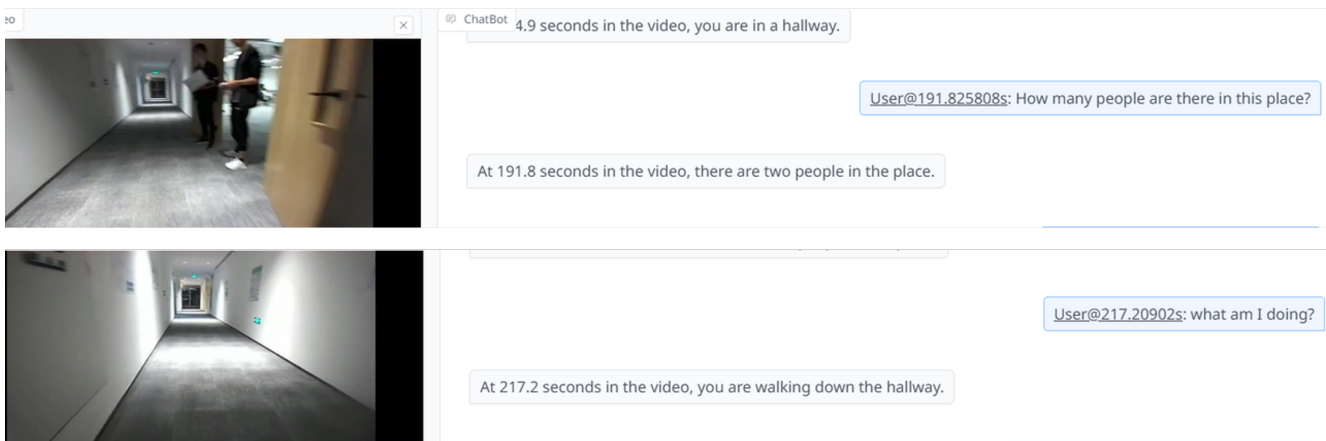 eo
ChatBot
4.9 seconds in the video, you are in a hallway.
User@191.825808s: How many people are there in this place?
At 191.8 seconds in the video, there are two people in the place.
User@217.20902s: what am I doing?
At 217.2 seconds in the video, you are walking down the hallway.